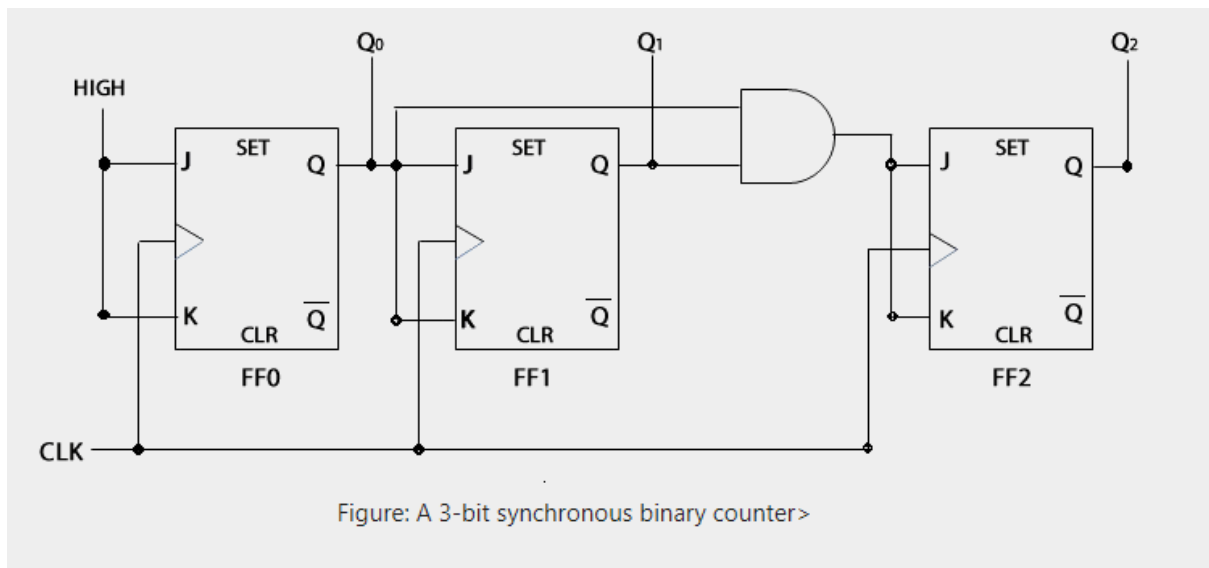 Q0 Q1 Q2
HIGH
SET SET SET
J Q J Q J Q
K Q K Q K Q
CLR CLR CLR
FF0 FF1 FF2
CLK
Figure: A 3-bit synchronous binary counter>